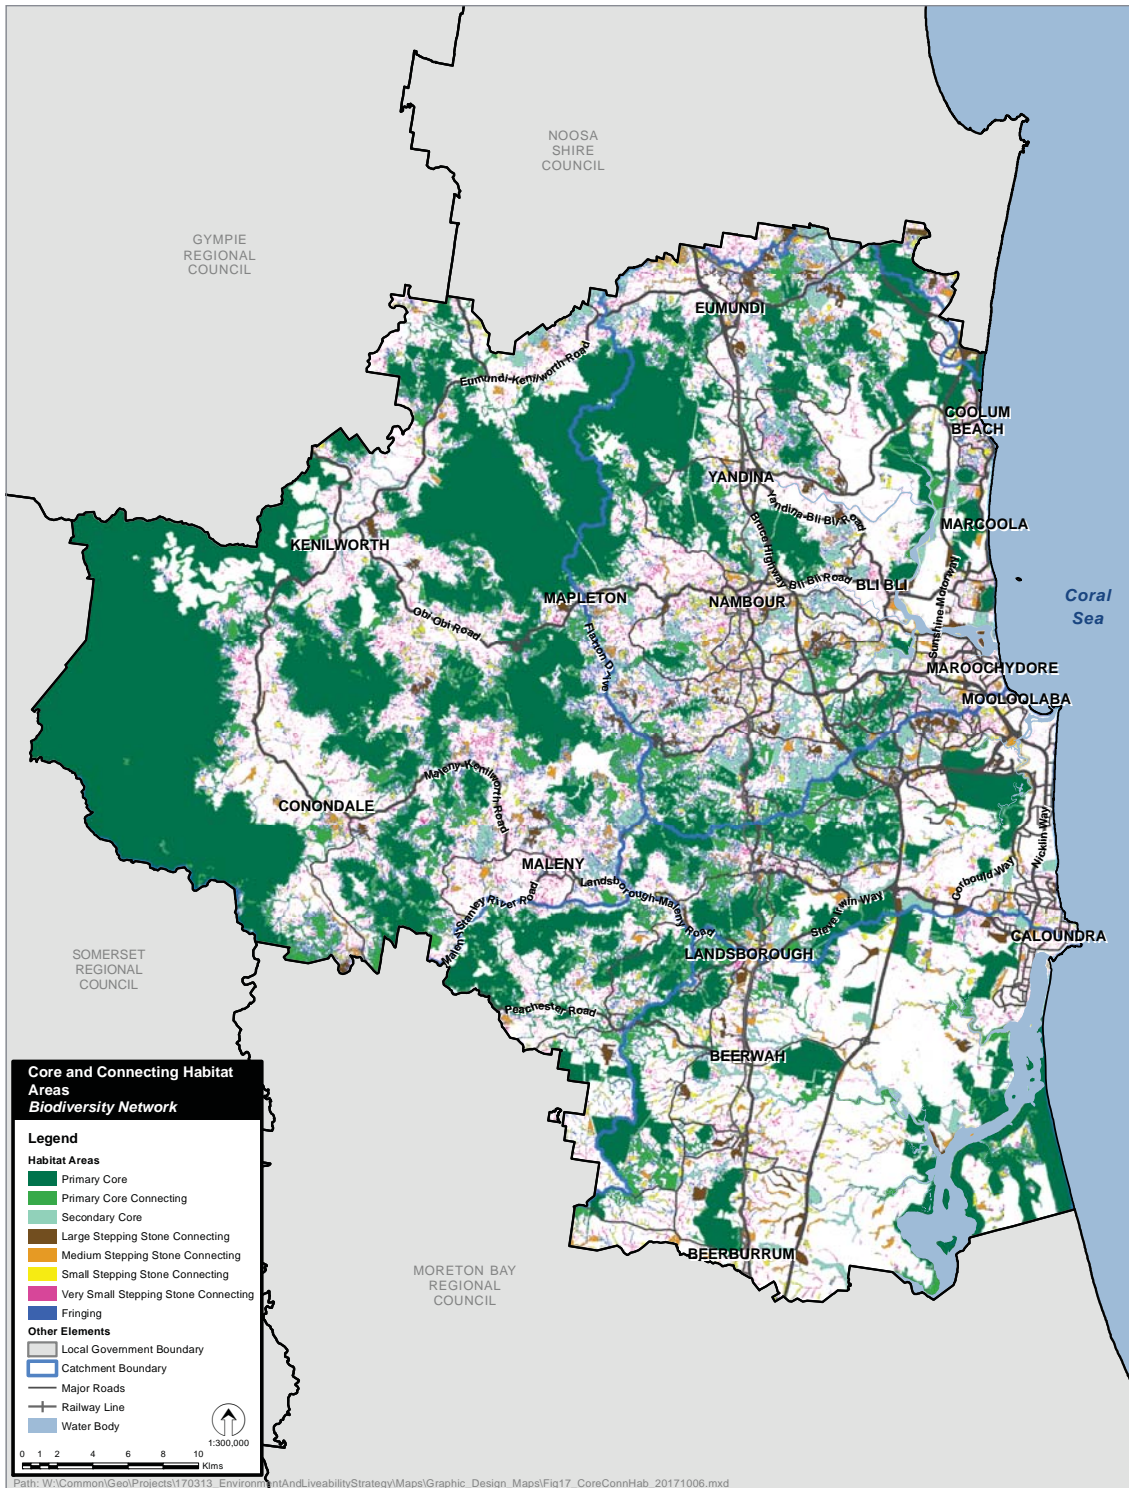 NOOSA
SHIRE
COUNCIL
GYMPIE
REGIONAL
COUNCIL
EUMUNDI
Eumundi-Kenilworth Road
COOLUM
BEACH
YANDINA
Yandina-Bli Bli Road
MARCOOLA
Bruce Highway
KENILWORTH
Bli Bli Road
BLI BLI
MAPLETON
NAMBOUR
Coral
Sea
Obi Obi Road
Flaxton Drive
Sunshine Motorway
MAROOCHYDORE
MOOLOOLABA
Maleny-Kenilworth Road
CONONDALE
Nicklin Way
MALENY
Landsborough-Maleny Road
Caloundra Way
Maleny-Stanley River Road
Steve Irwin Way
CALOUNDRA
LANDSBOROUGH
SOMERSET
REGIONAL
COUNCIL
Peachester Road
BEERWAH
BEERBURRUM
MORETON BAY
REGIONAL
COUNCIL
Core and Connecting Habitat
Areas
Biodiversity Network
Legend
Habitat Areas
Primary Core
Primary Core Connecting
Secondary Core
Large Stepping Stone Connecting
Medium Stepping Stone Connecting
Small Stepping Stone Connecting
Very Small Stepping Stone Connecting
Fringing
Other Elements
Local Government Boundary
Catchment Boundary
Major Roads
Railway Line
Water Body
1:300,000
0 1 2 4 6 8 10
Klms
Path: W:\Common\Geo\Projects\170313_EnvironmentAndLiveabilityStrategy\Maps\Graphic_Design_Maps\Fig17_CoreConnHab_20171006.mxd